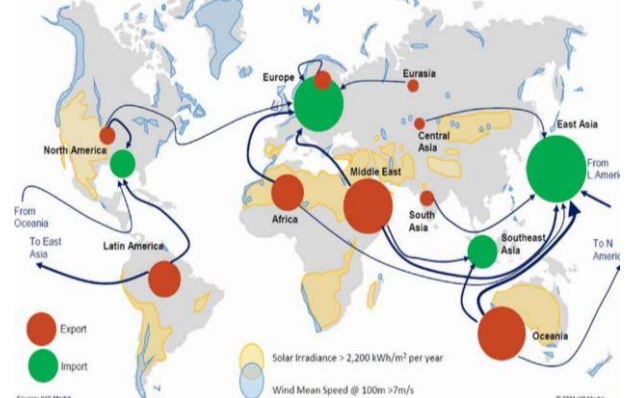 Europe
Eurasia
East Asia
North America
Central
Asia
From
L. Americ
Middle East
From
Oceania
South
Asia
Africa
Southeast
Asia
To East
Asia
Latin America
To N
Americ
Export
Import
Oceania
Solar Irradiance > 2,200 kWh/m² per year
Wind Mean Speed @ 100m >7m/s